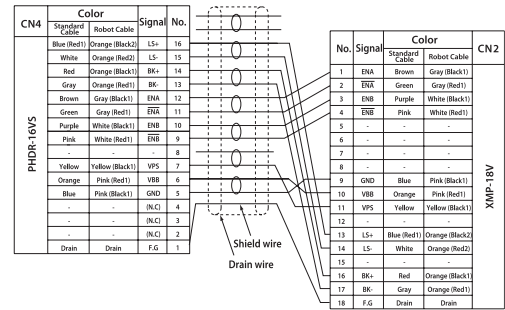 CN4 Color Signal No.
Standard Cable Robot Cable
PHDR-16VS
Blue (Red1) Orange (Black2) LS+ 16
White Orange (Red2) LS- 15
Red Orange (Black1) BK+ 14
Gray Orange (Red1) BK- 13
Brown Gray (Black1) ENA 12
Green Gray (Red1) E̅N̅A̅ 11
Purple White (Black1) ENB 10
Pink White (Red1) E̅N̅B̅ 9
- - - 8
Yellow Yellow (Black1) VPS 7
Orange Pink (Red1) VBB 6
Blue Pink (Black1) GND 5
- - (N.C) 4
- - (N.C) 3
- - (N.C) 2
Drain Drain F.G 1
Shield wire
Drain wire
No. Signal Color CN2
Standard Cable Robot Cable
XMP-18V
1 ENA Brown Gray (Black1)
2 E̅N̅A̅ Green Gray (Red1)
3 ENB Purple White (Black1)
4 E̅N̅B̅ Pink White (Red1)
5 - - -
6 - - -
7 - - -
8 - - -
9 GND Blue Pink (Black1)
10 VBB Orange Pink (Red1)
11 VPS Yellow Yellow (Black1)
12 - - -
13 LS+ Blue (Red1) Orange (Black2)
14 LS- White Orange (Red2)
15 - - -
16 BK+ Red Orange (Black1)
17 BK- Gray Orange (Red1)
18 F.G Drain Drain